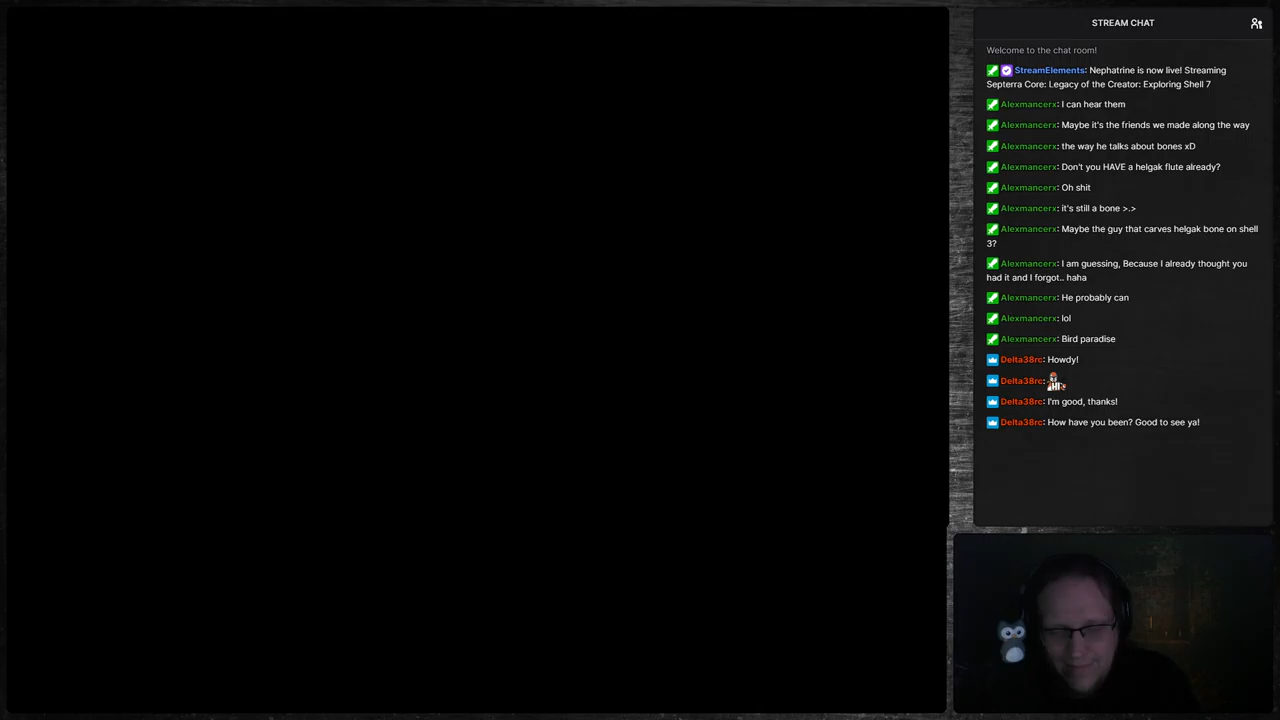 STREAM CHAT
Welcome to the chat room!
StreamElements: Nephatrine is now live! Streaming
Septerra Core: Legacy of the Creator: Exploring Shell 7
Alexmancerx: I can hear them
Alexmancerx: Maybe it's the friends we made along the way
Alexmancerx: the way he talks about bones xD
Alexmancerx: Don't you HAVE a helgak flute already?
Alexmancerx: Oh shit
Alexmancerx: it's still a bone >.>
Alexmancerx: Maybe the guy who was helgak hunting in shell
3?
Alexmancerx: I am guessing, because I already thought you
had it and I forgot.. haha
Alexmancerx: He probably can
Alexmancerx: lol
Alexmancerx: Bird paradise
Delta38rc: Howdy!
Delta38rc:
Delta38rc: I'm good, thanks!
Delta38rc: How have you been? Good to see ya!